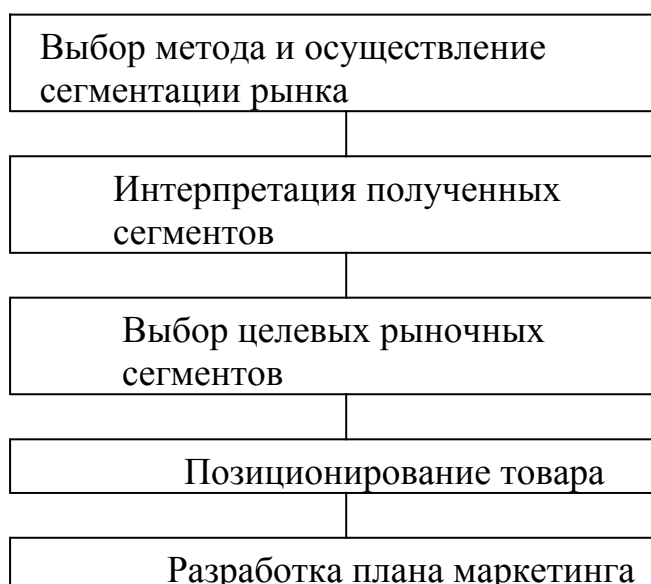 Выбор метода и осуществление
сегментации рынка
Интерпретация полученных
сегментов
Выбор целевых рыночных
сегментов
Позиционирование товара
Разработка плана маркетинга